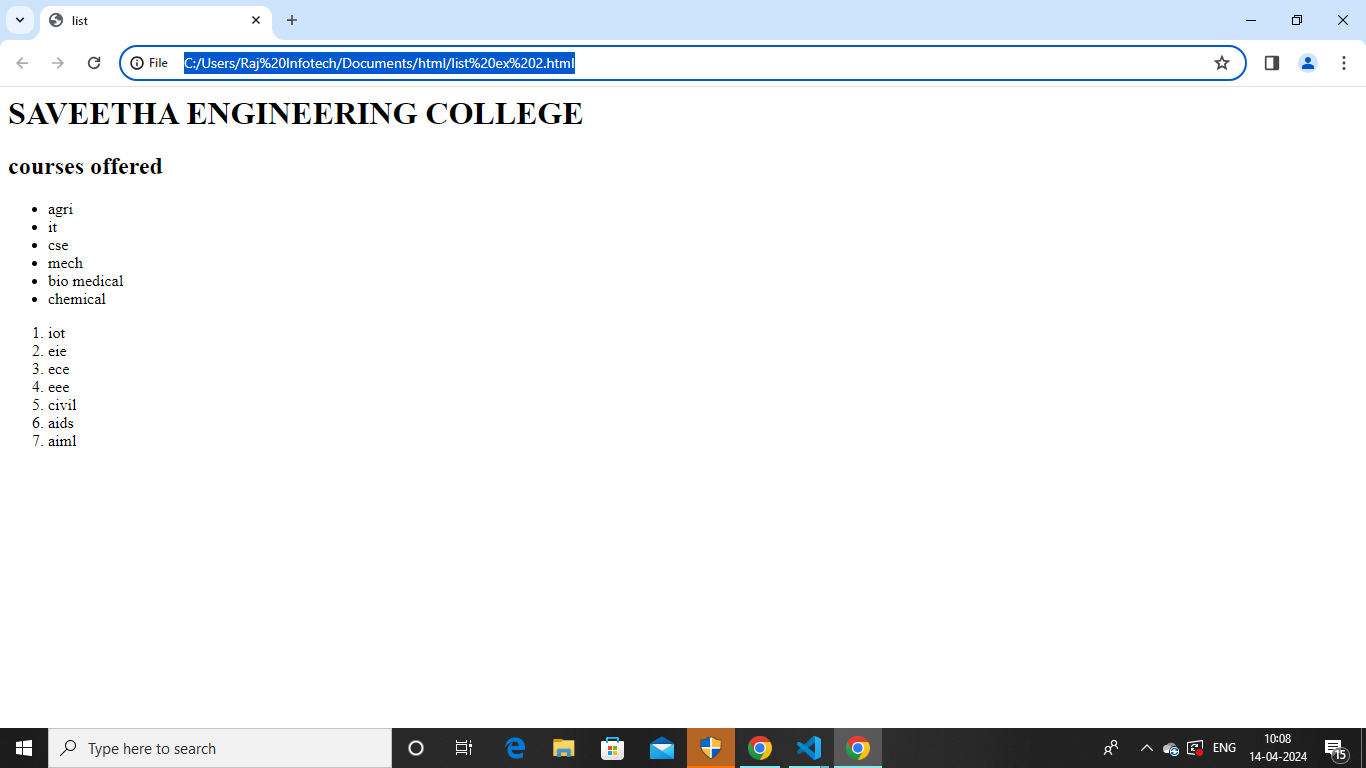 list
File
C:/Users/Raj%20Infotech/Documents/html/list%20ex%202.html
SAVEETHA ENGINEERING COLLEGE
courses offered
• agri
• it
• cse
• mech
• bio medical
• chemical
1. iot
2. eie
3. ece
4. eee
5. civil
6. aids
7. aiml
Type here to search
ENG
10:08
14-04-2024
15